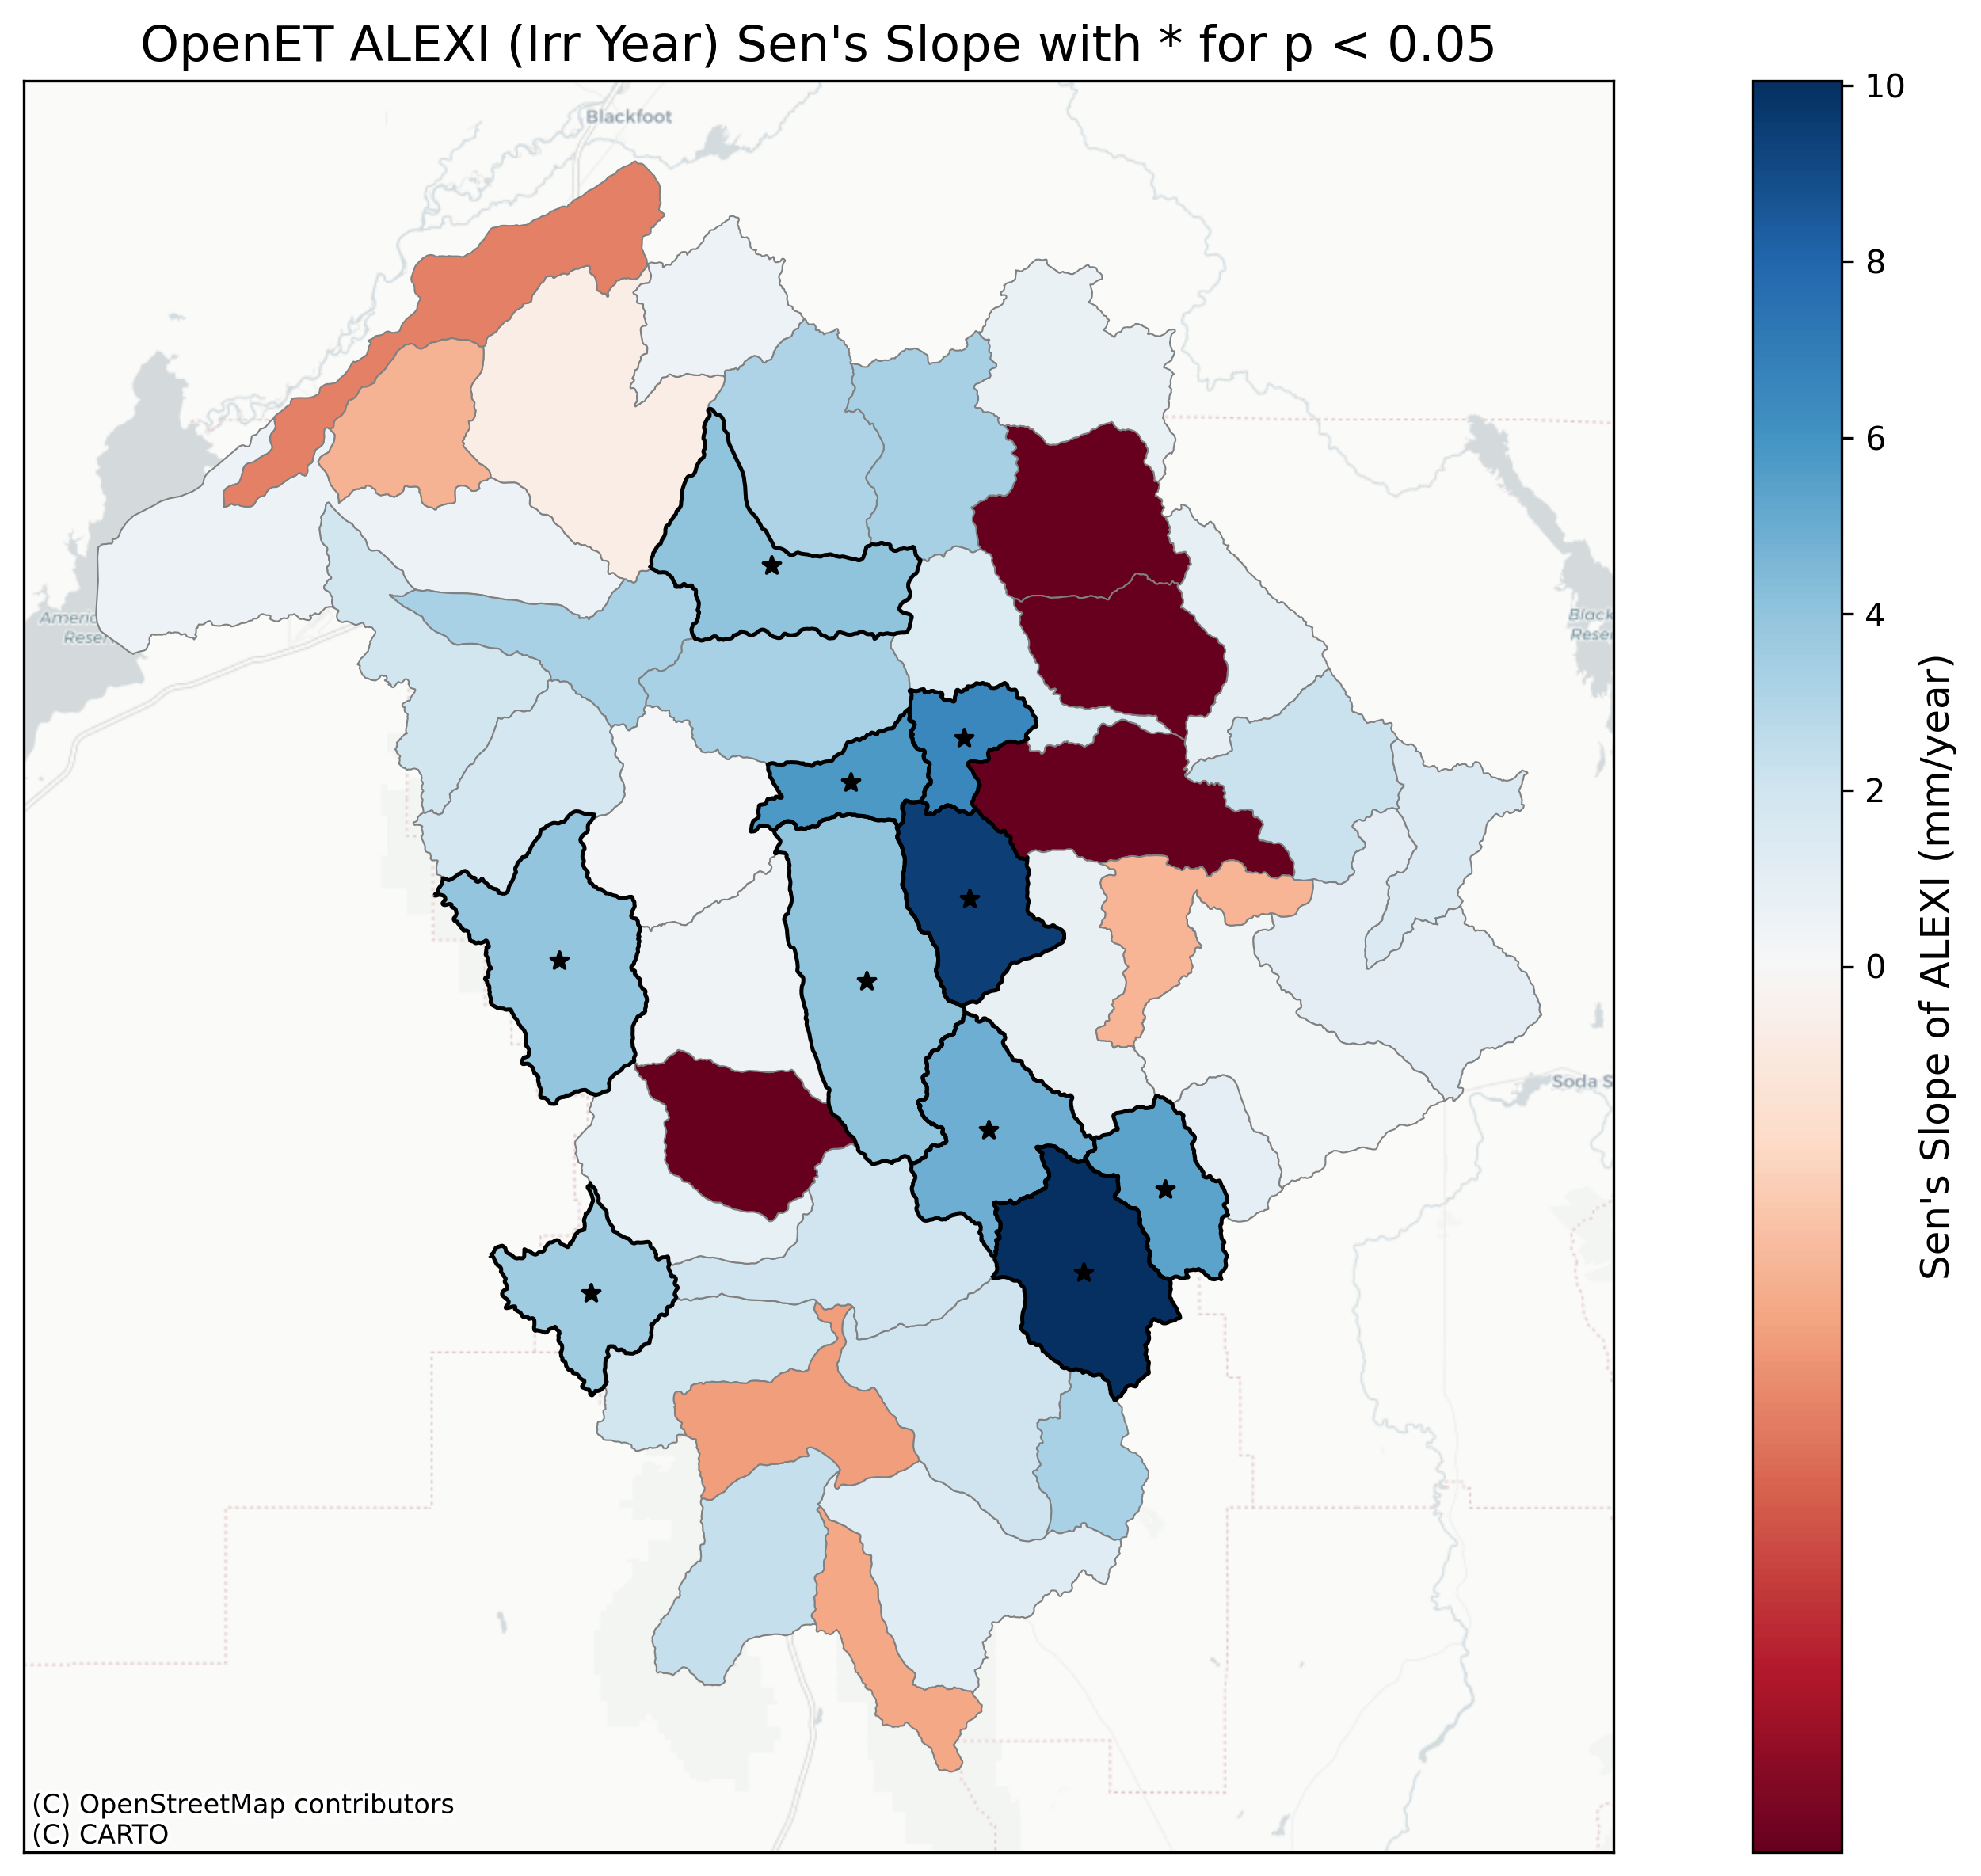 OpenET ALEXI (Irr Year) Sen's Slope with * for p < 0.05
Blackfoot
Americ
Reser
Black
Reser
Soda S
10
8
6
4
2
0
Sen's Slope of ALEXI (mm/year)
(C) OpenStreetMap contributors
(C) CARTO